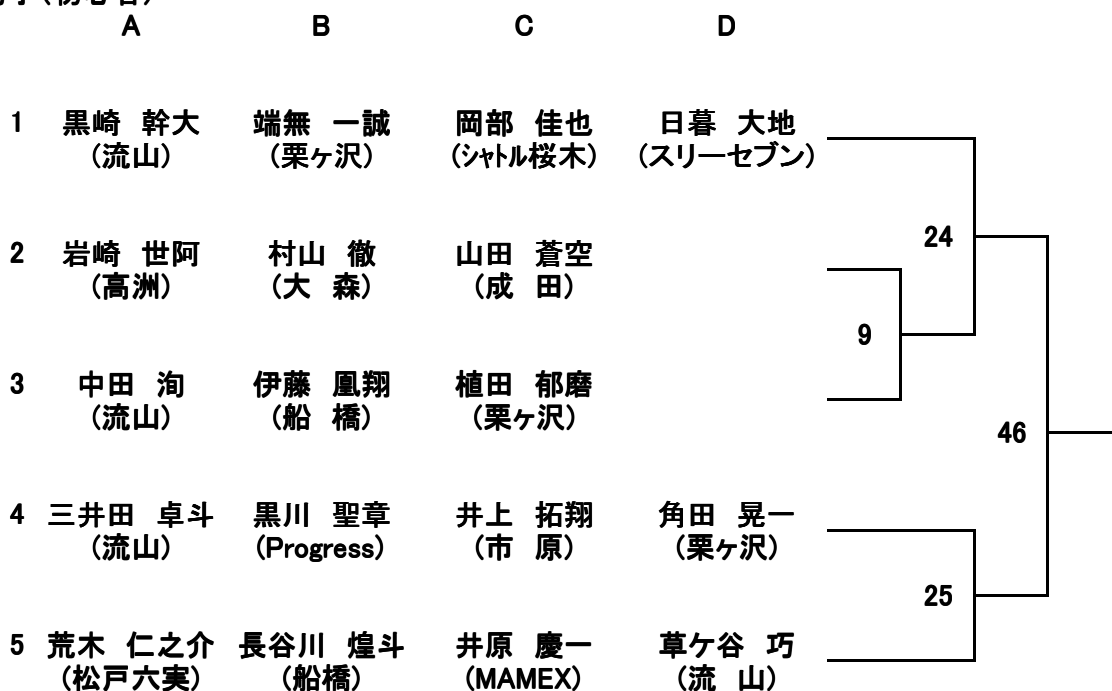 A B C D
1 黒崎 幹大 端無 一誠 岡部 佳也 日暮 大地
(流山) (栗ヶ沢) (シャトル桜木) (スリーセブン)
24
2 岩崎 世阿 村山 徹 山田 蒼空
(高洲) (大 森) (成 田)
9
3 中田 洵 伊藤 凰翔 植田 郁磨
(流山) (船 橋) (栗ヶ沢)
46
4 三井田 卓斗 黒川 聖章 井上 拓翔 角田 晃一
(流山) (Progress) (市 原) (栗ヶ沢)
25
5 荒木 仁之介 長谷川 煌斗 井原 慶一 草ケ谷 巧
(松戸六実) (船橋) (MAMEX) (流 山)